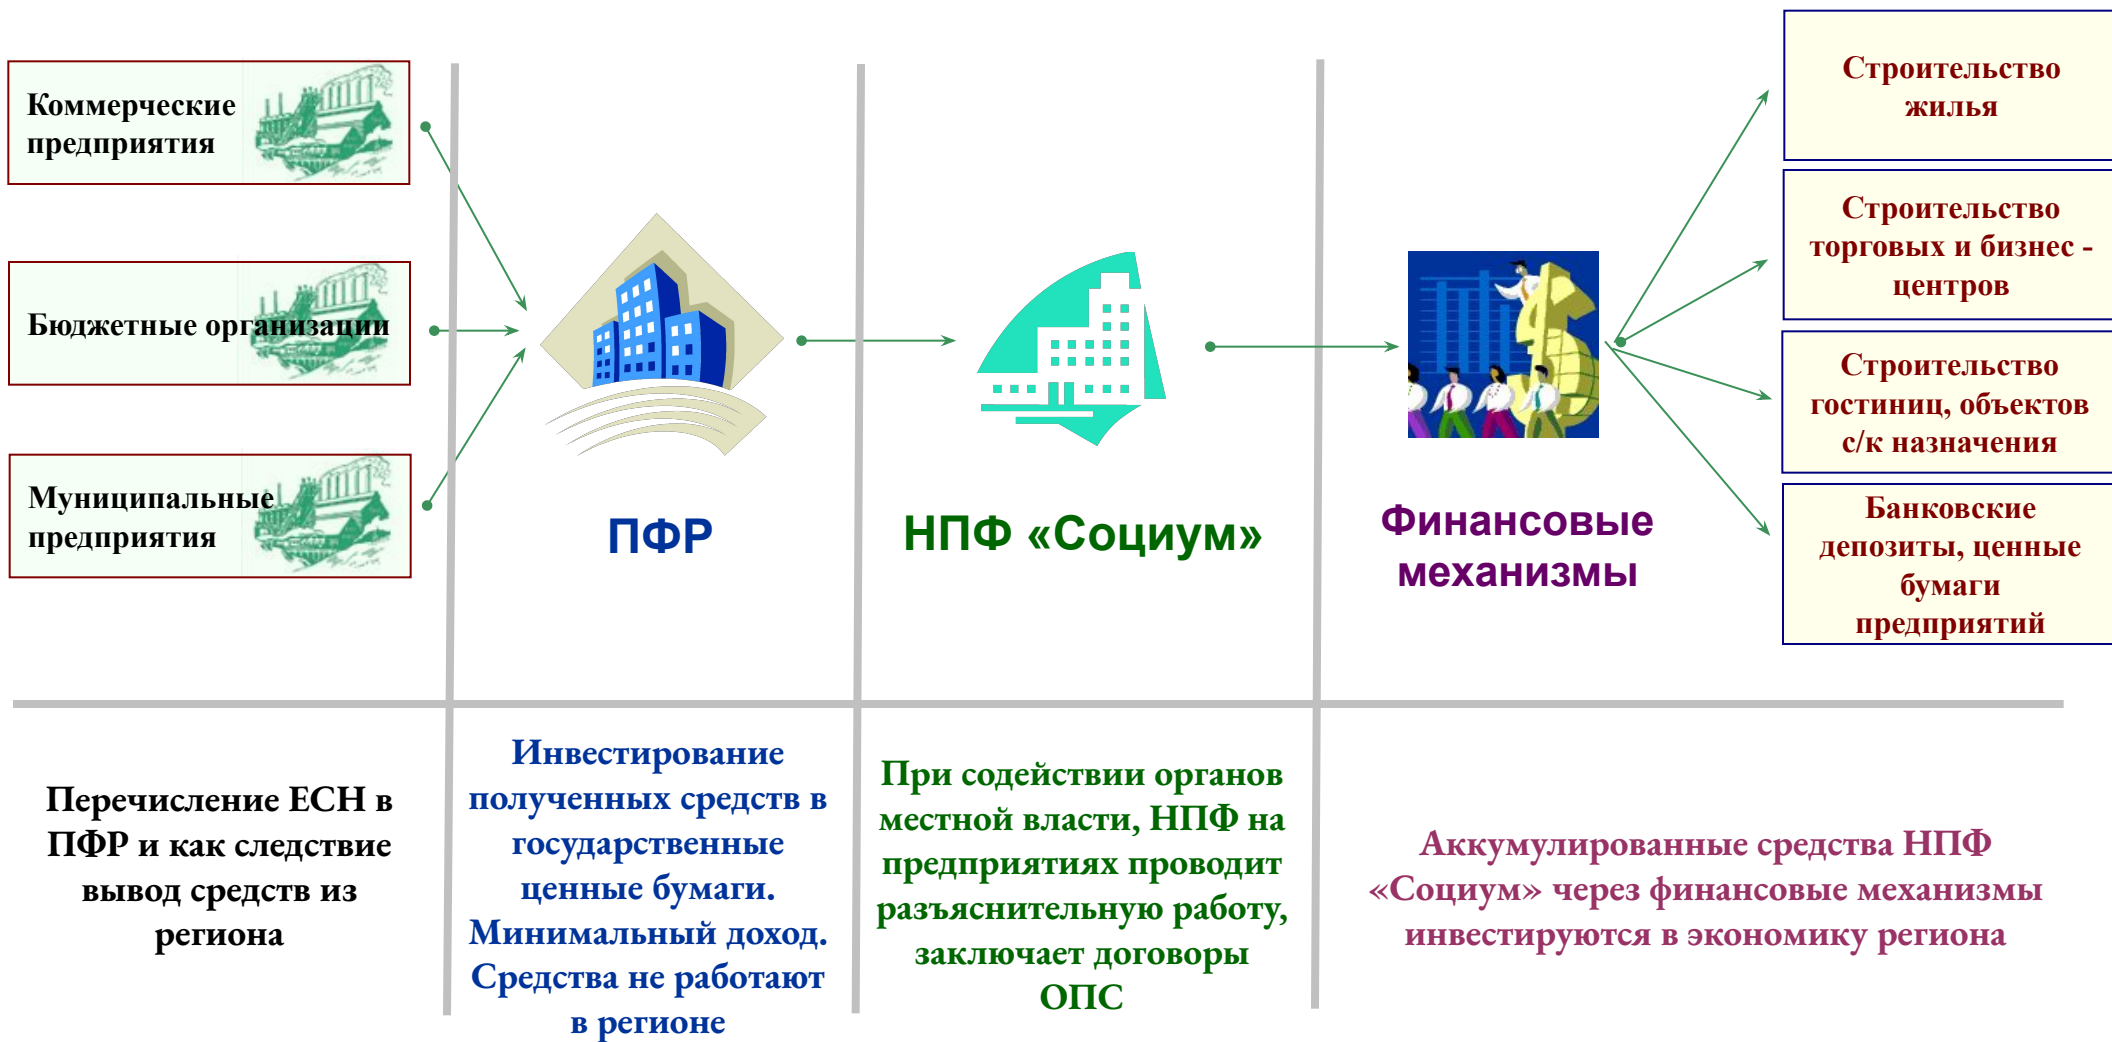 Коммерческие
предприятия
Бюджетные организации
Муниципальные
предприятия
ПФР
НПФ «Социум»
Финансовые
механизмы
Строительство
жилья
Строительство
торговых и бизнес -
центров
Строительство
гостиниц, объектов
с/к назначения
Банковские
депозиты, ценные
бумаги
предприятий
Перечисление ЕСН в
ПФР и как следствие
вывод средств из
региона
Инвестирование
полученных средств в
государственные
ценные бумаги.
Минимальный доход.
Средства не работают
в регионе
При содействии органов
местной власти, НПФ на
предприятиях проводит
разъяснительную работу,
заключает договоры
ОПС
Аккумулированные средства НПФ
«Социум» через финансовые механизмы
инвестируются в экономику региона